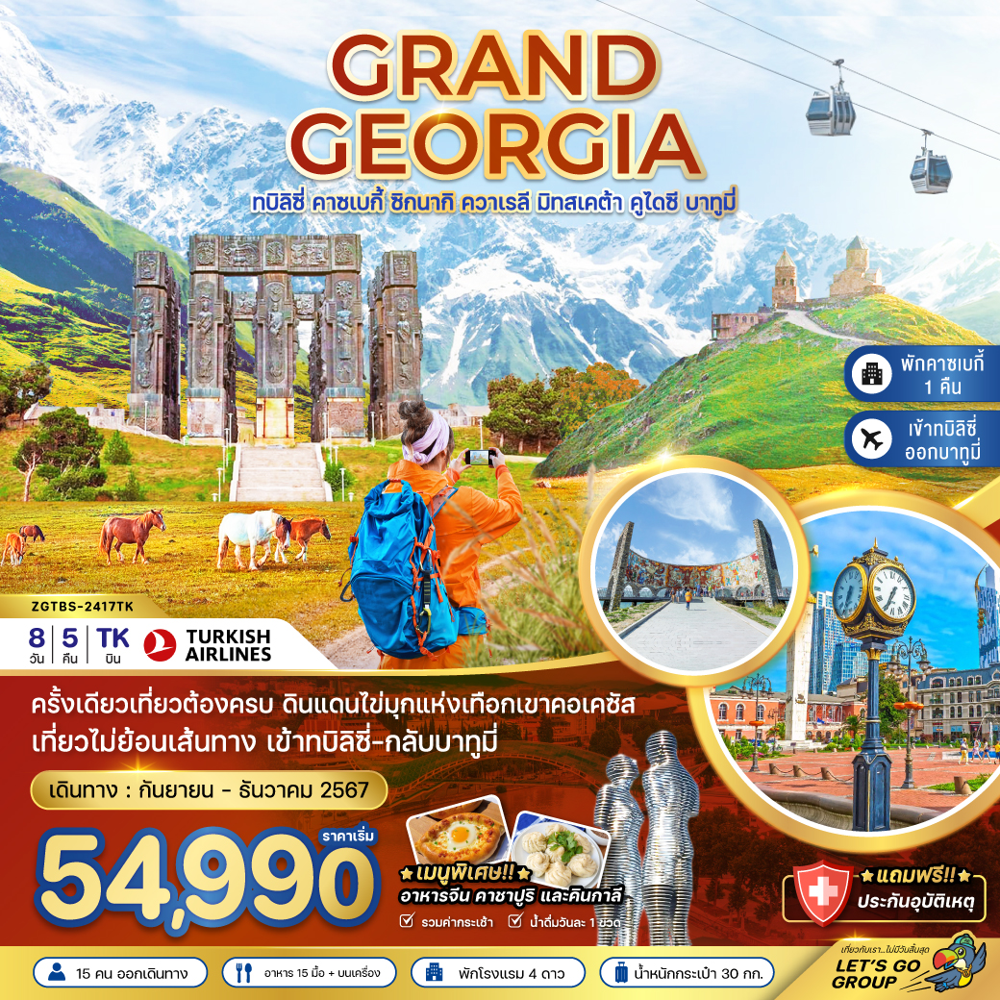 GRAND
GEORGIA
ทบิลิซี่ คาซเบกี้ ซิกนากิ ควาเรลี มิทสเคต้า คูไดซี บาทูมี่
พักคาซเบกี้
1 คืน
เข้าทบิลิซี่
ออกบาทูมี่
ZGTBS-2417TK
8 วัน
5 คืน
TK บิน
TURKISH
AIRLINES
ครั้งเดียวเที่ยวต้องครบ ดินแดนไข่มุกแห่งเทือกเขาคอเคซัส
เที่ยวไม่ย้อนเส้นทาง เข้าทบิลิซี่-กลับบาทูมี่
เดินทาง : กันยายน - ธันวาคม 2567
ราคาเริ่ม
54,990
เมนูพิเศษ!!
อาหารจีน คาชาปูริ และคินกาลี
รวมค่ากรุ๊ปเช้า
น้ำดื่มวันละ 1 ขวด
แถมฟรี!!
ประกันอุบัติเหตุ
15 คน ออกเดินทาง
อาหาร 15 มื้อ + บนเครื่อง
พักโรงแรม 4 ดาว
น้ำหนักกระเป๋า 30 กก.
เกี่ยวกับเรา...ไม่มีวันสิ้นสุด
LET'S GO
GROUP